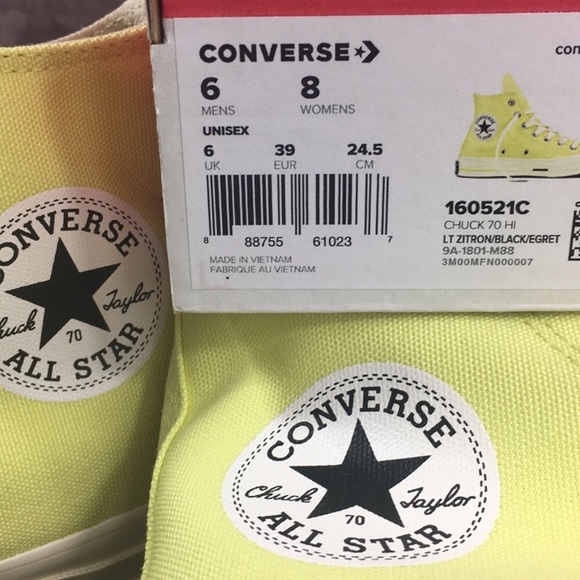 CONVERSE
con
6 8
MENS WOMENS
UNISEX
6 39 24.5
UK EUR CM
8 88755 61023 7
MADE IN VIETNAM
FABRIQUE AU VIETNAM
160521C
CHUCK 70 HI
LT ZITRON/BLACK/EGRET
9A-1801-M88
3M00MFN000007
CONVERSE
Chuck Taylor
70
ALL STAR
CONVERSE
Chuck Taylor
70
ALL STAR